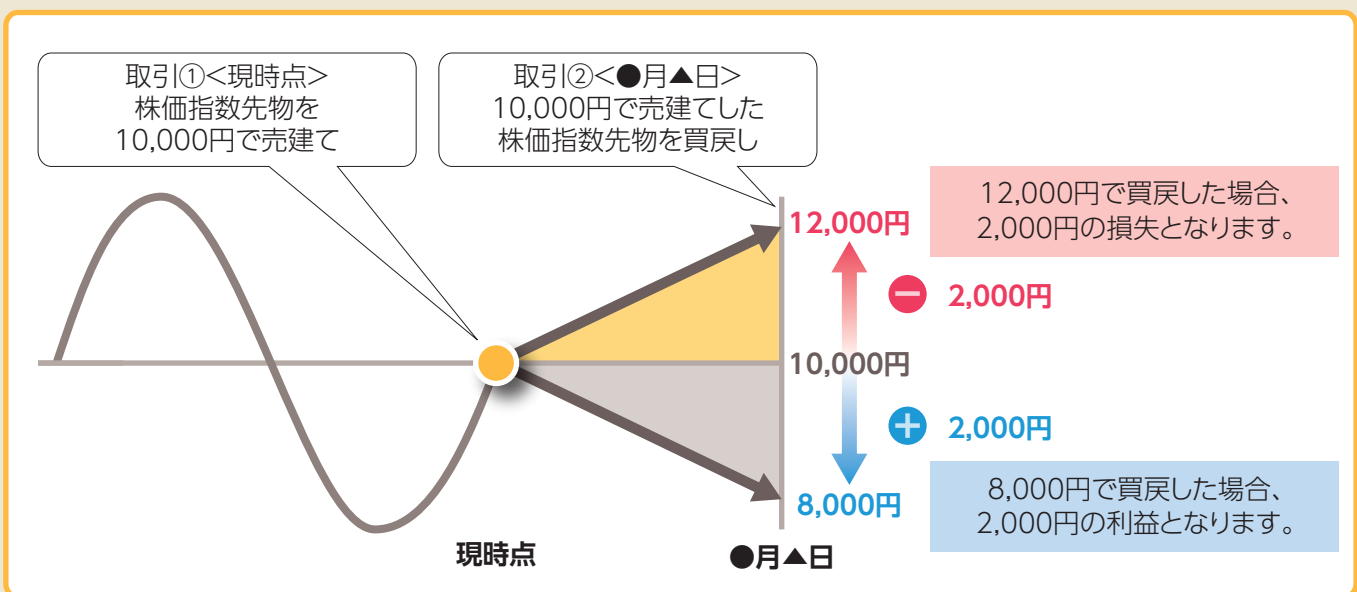 取引①<現時点>
株価指数先物を
10,000円で売建て
取引②<●月▲日>
10,000円で売建てした
株価指数先物を買戻し
12,000円
12,000円で買戻した場合、
2,000円の損失となります。
2,000円
10,000円
2,000円
8,000円
8,000円で買戻した場合、
2,000円の利益となります。
現時点
●月▲日